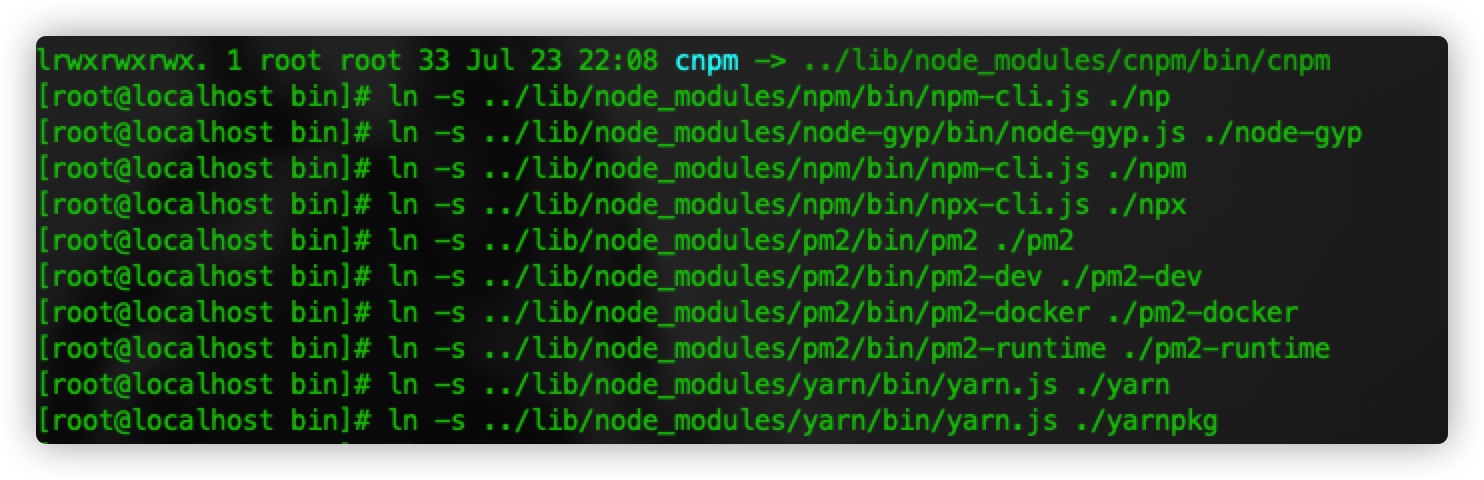 lrwxrwxrwx. 1 root root 33 Jul 23 22:08 cnpm -> ../lib/node_modules/cnpm/bin/cnpm
[root@localhost bin]# ln -s ../lib/node_modules/npm/bin/npm-cli.js ./np
[root@localhost bin]# ln -s ../lib/node_modules/node-gyp/bin/node-gyp.js ./node-gyp
[root@localhost bin]# ln -s ../lib/node_modules/npm/bin/npm-cli.js ./npm
[root@localhost bin]# ln -s ../lib/node_modules/npm/bin/npx-cli.js ./npx
[root@localhost bin]# ln -s ../lib/node_modules/pm2/bin/pm2 ./pm2
[root@localhost bin]# ln -s ../lib/node_modules/pm2/bin/pm2-dev ./pm2-dev
[root@localhost bin]# ln -s ../lib/node_modules/pm2/bin/pm2-docker ./pm2-docker
[root@localhost bin]# ln -s ../lib/node_modules/pm2/bin/pm2-runtime ./pm2-runtime
[root@localhost bin]# ln -s ../lib/node_modules/yarn/bin/yarn.js ./yarn
[root@localhost bin]# ln -s ../lib/node_modules/yarn/bin/yarn.js ./yarnpkg